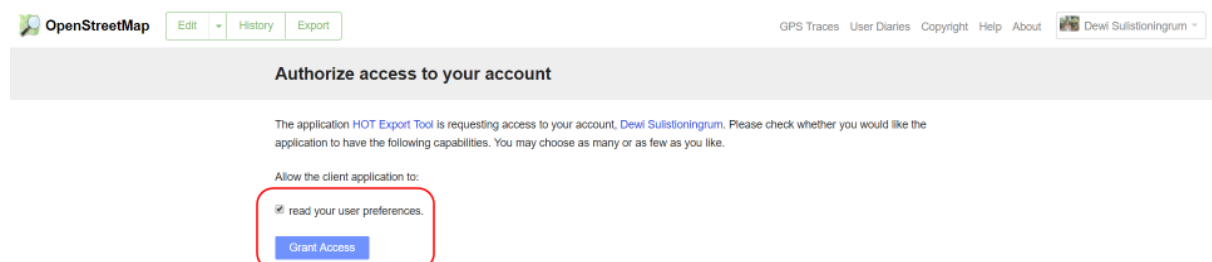 OpenStreetMap Edit History Export GPS Traces User Diaries Copyright Help About Dewi Sulistioningrum
Authorize access to your account
The application HOT Export Tool is requesting access to your account, Dewi Sulistioningrum. Please check whether you would like the
application to have the following capabilities. You may choose as many or as few as you like.
Allow the client application to:
read your user preferences.
Grant Access